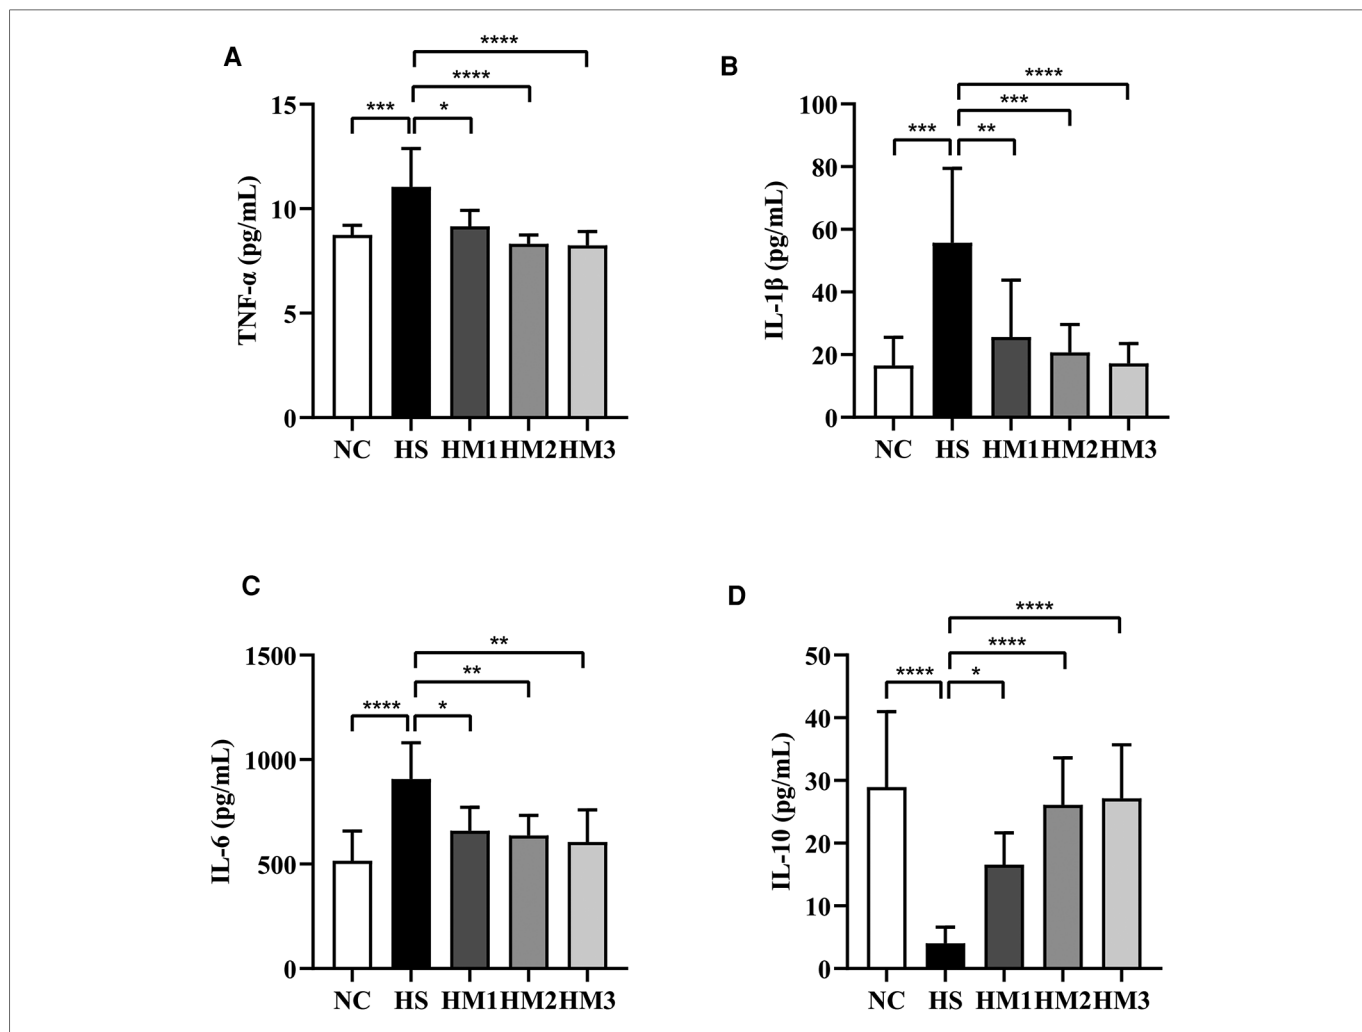 A
****
****
*** *
15
10
5
0
TNF-α (pg/mL)
NC HS HM1 HM2 HM3
B
****
***
*** **
100
80
60
40
20
0
IL-1β (pg/mL)
NC HS HM1 HM2 HM3
C
**
**
**** *
1500
1000
500
0
IL-6 (pg/mL)
NC HS HM1 HM2 HM3
D
****
****
**** *
50
40
30
20
10
0
IL-10 (pg/mL)
NC HS HM1 HM2 HM3